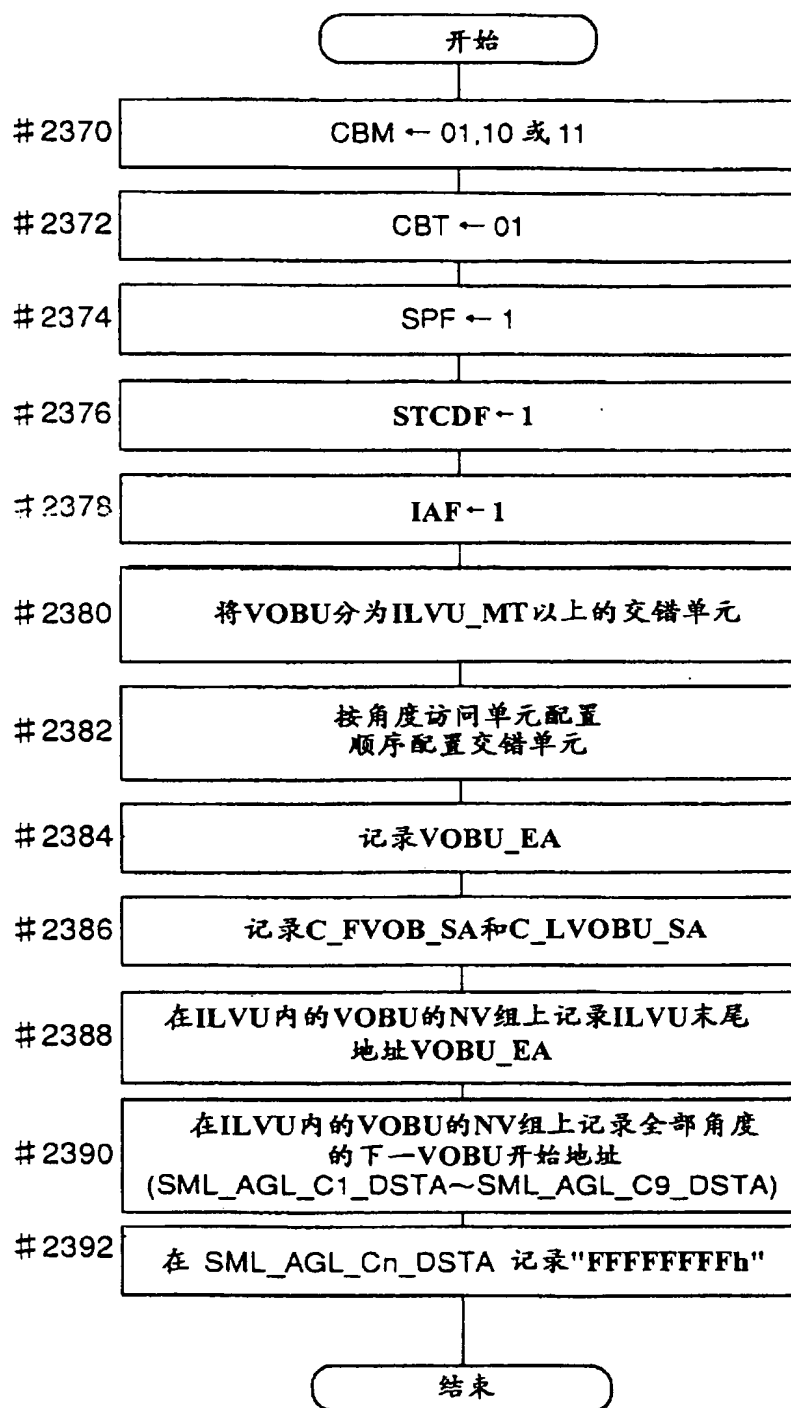 开始
#2370
CBM ← 01,10 或 11
#2372
CBT ← 01
#2374
SPF ← 1
#2376
STCDF ← 1
#2378
IAF ← 1
#2380
将VOBU分为ILVU_MT以上的交错单元
#2382
按角度访问单元配置
顺序配置交错单元
#2384
记录VOBU_EA
#2386
记录C_FVOB_SA和C_LVOBU_SA
#2388
在ILVU内的VOBU的NV组上记录ILVU末尾
地址VOBU_EA
#2390
在ILVU内的VOBU的NV组上记录全部角度
的下一VOBU开始地址
(SML_AGL_C1_DSTA~SML_AGL_C9_DSTA)
#2392
在 SML_AGL_Cn_DSTA 记录"FFFFFFFFh"
结束